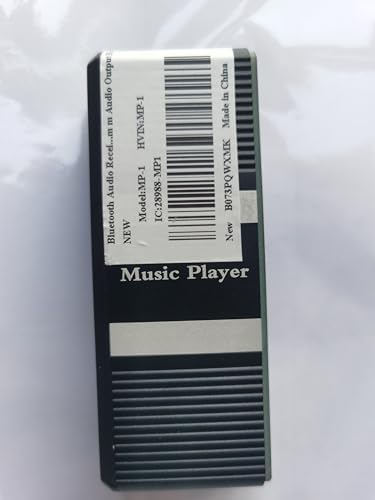 Bluetooth Audio Recei...m m Audio Output
NEW
Model:MP-1 HVIN:MP-1
IC:28988-MP1
New B073PQWXMK Made in China
Music Player